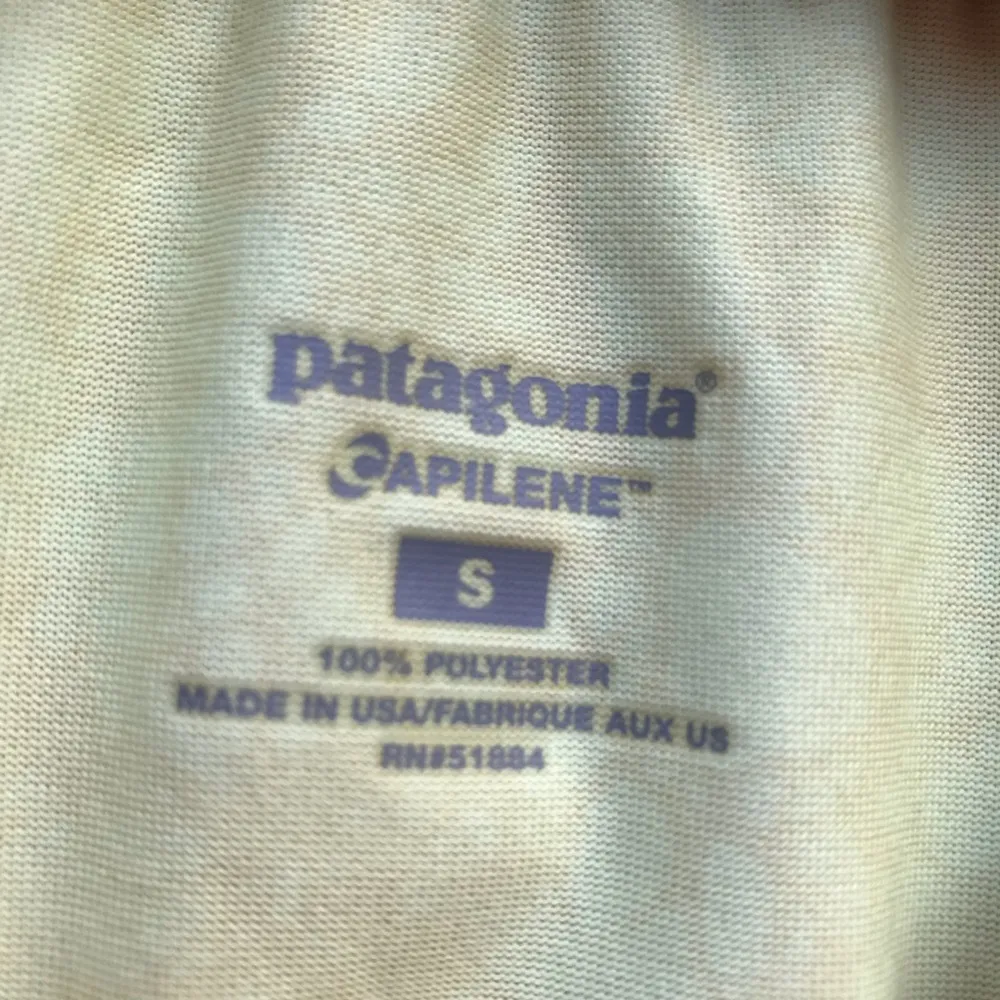 patagonia®
CAPILENE™
S
100% POLYESTER
MADE IN USA/FABRIQUE AUX US
RN#51884